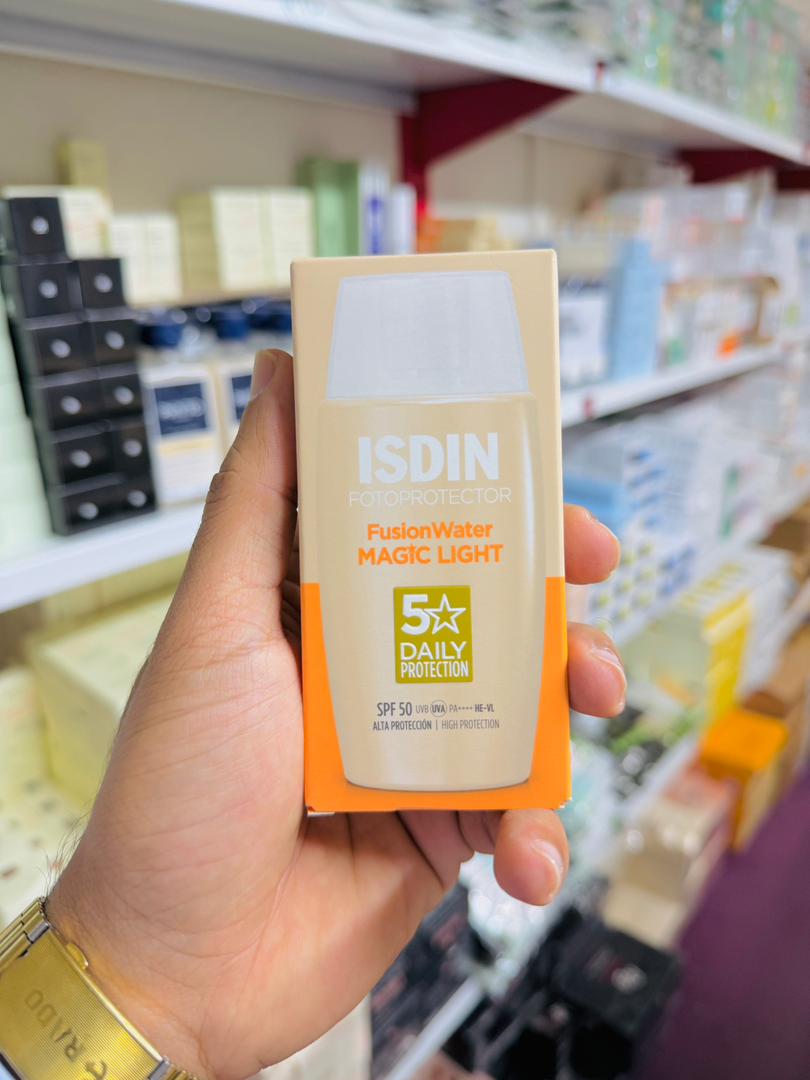 ISDIN
FOTOPROTECTOR
FusionWater
MAGIC LIGHT
5☆
DAILY
PROTECTION
SPF 50 UVB UVA PA++++ HE-VL
ALTA PROTECCIÓN | HIGH PROTECTION
RADO